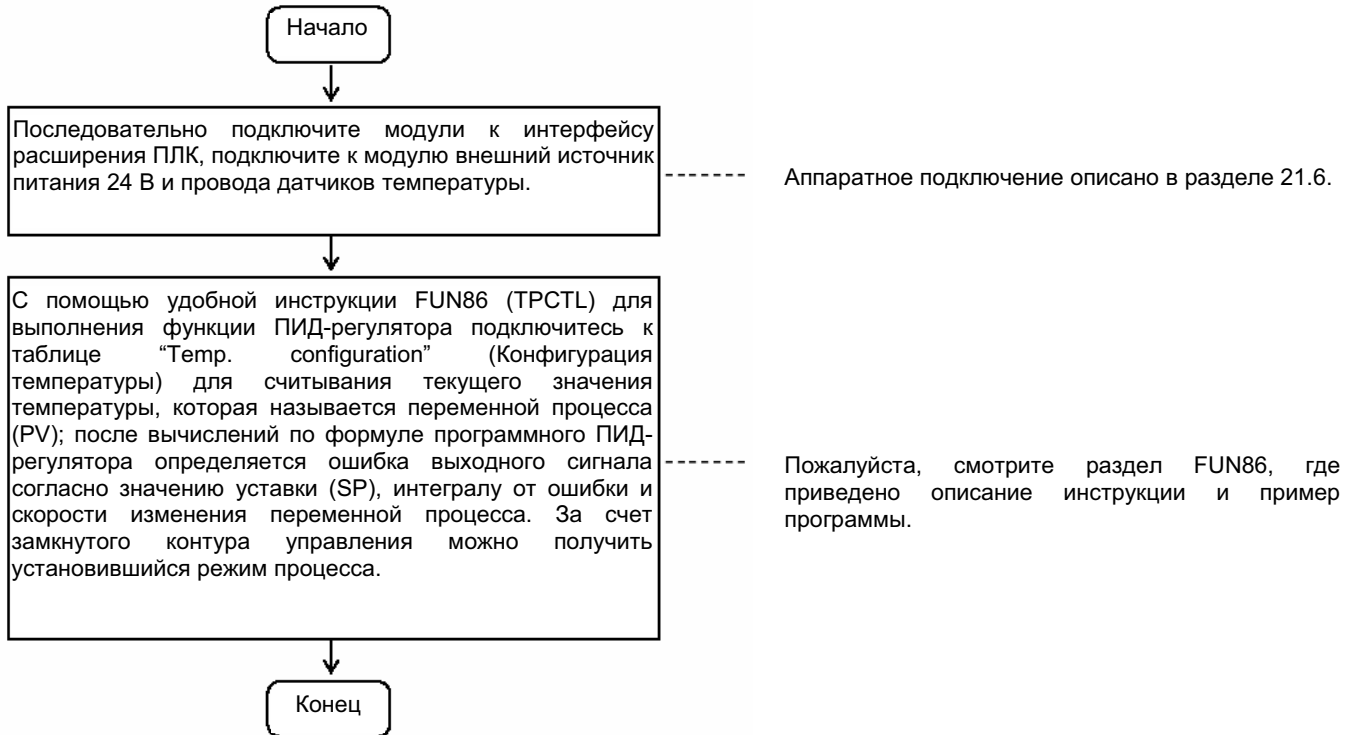 Начало
Последовательно подключите модули к интерфейсу
расширения ПЛК, подключите к модулю внешний источник
питания 24 В и провода датчиков температуры.
Аппаратное подключение описано в разделе 21.6.
С помощью удобной инструкции FUN86 (TPCTL) для
выполнения функции ПИД-регулятора подключитесь к
таблице “Temp. configuration” (Конфигурация
температуры) для считывания текущего значения
температуры, которая называется переменной процесса
(PV); после вычислений по формуле программного ПИД-
регулятора определяется ошибка выходного сигнала
согласно значению уставки (SP), интегралу от ошибки и
скорости изменения переменной процесса. За счет
замкнутого контура управления можно получить
установившийся режим процесса.
Пожалуйста, смотрите раздел FUN86, где
приведено описание инструкции и пример
программы.
Конец